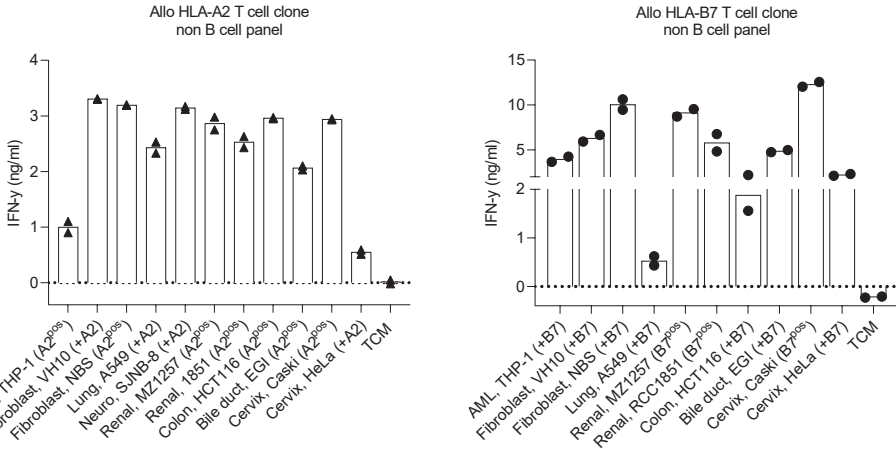 Allo HLA-A2 T cell clone
non B cell panel
4
3
2
1
0
IFN-y (ng/ml)
THP-1 (A2pos)
Fibroblast, VH10 (+A2)
Fibroblast, NBS (A2pos)
Lung, A549 (+A2)
Neuro, SJNB-8 (+A2)
Renal, MZ1257 (A2pos)
Renal, 1851 (A2pos)
Colon, HCT116 (A2pos)
Bile duct, EGI (A2pos)
Cervix, Caski (A2pos)
Cervix, HeLa (+A2)
TCM
Allo HLA-B7 T cell clone
non B cell panel
15
10
5
2
1
0
IFN-y (ng/ml)
AML, THP-1 (+B7)
Fibroblast, VH10 (+B7)
Fibroblast, NBS (+B7)
Lung, A549 (+B7)
Renal, MZ1257 (B7pos)
Renal, RCC1851 (B7pos)
Colon, HCT116 (+B7)
Bile duct, EGI (+B7)
Cervix, Caski (B7pos)
Cervix, HeLa (+B7)
TCM